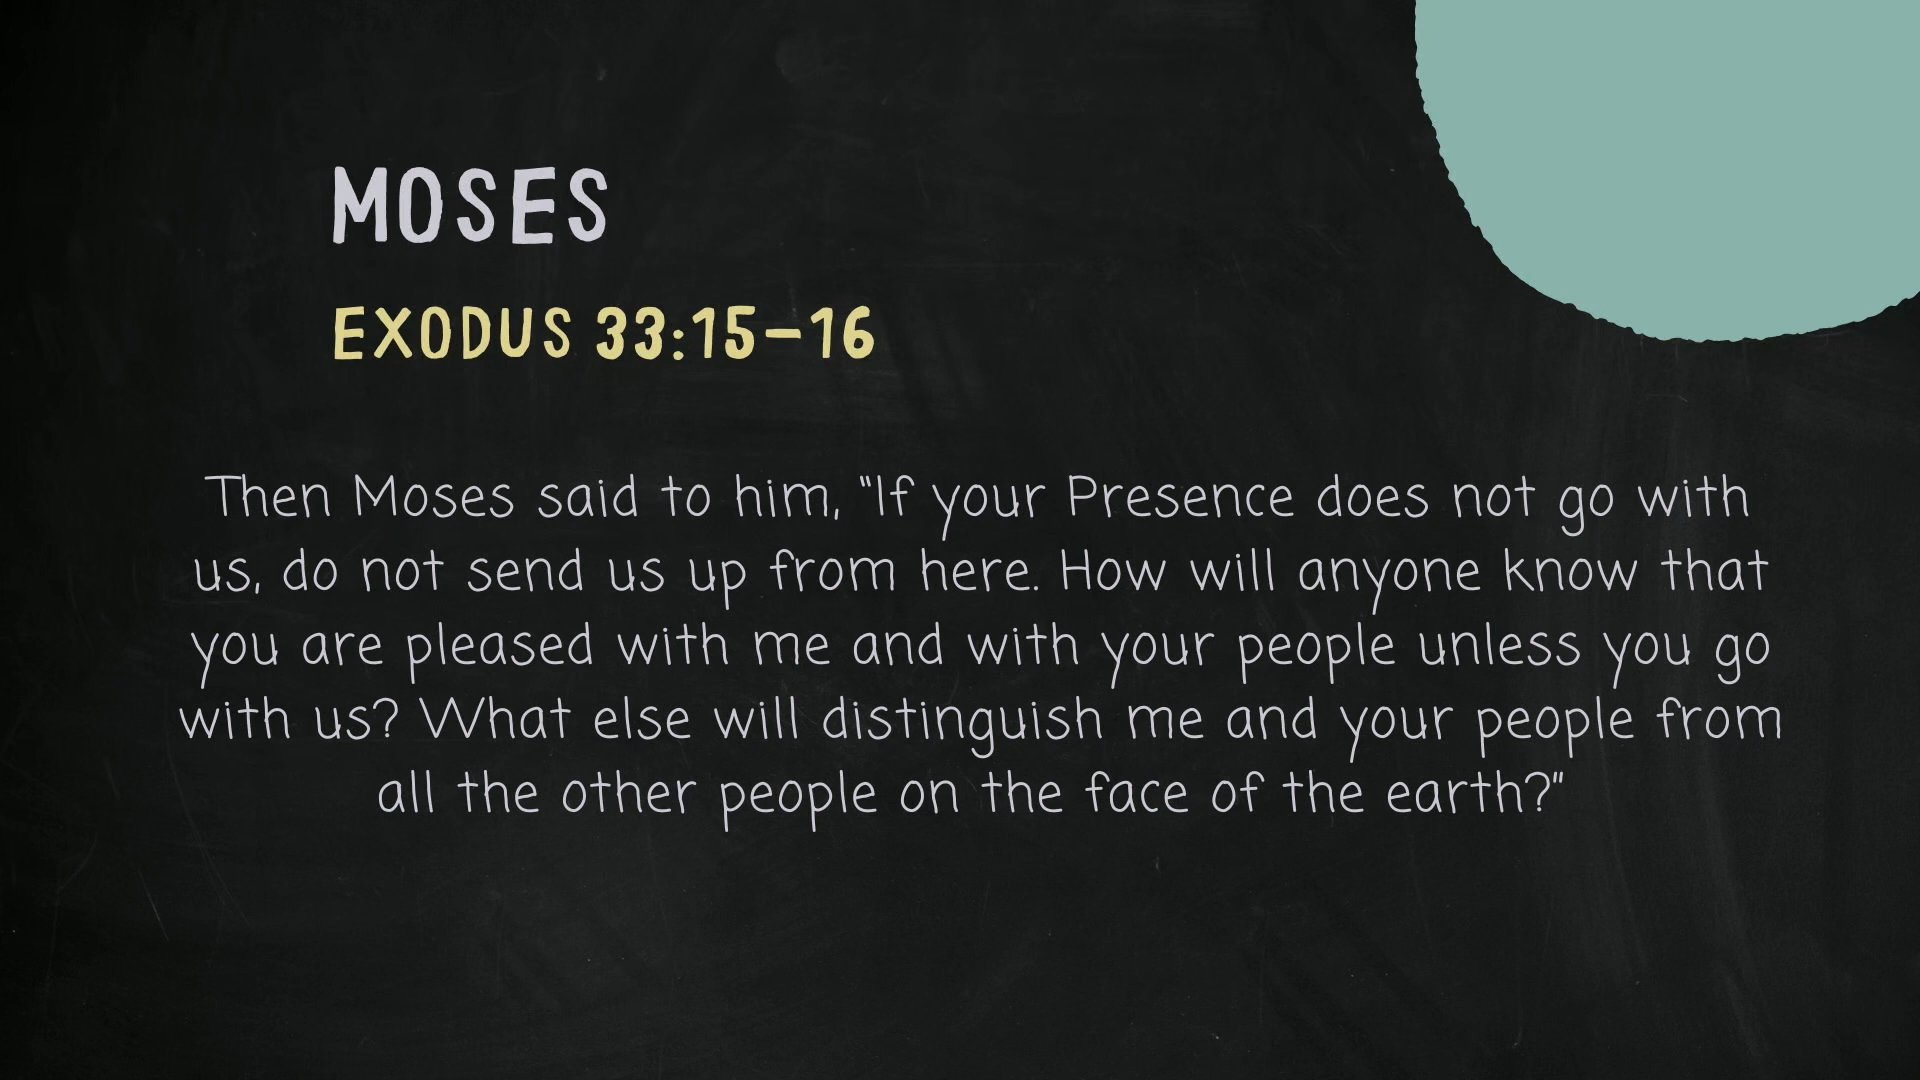 MOSES
EXODUS 33:15-16
Then Moses said to him, "If your Presence does not go with
us, do not send us up from here. How will anyone know that
you are pleased with me and with your people unless you go
with us? What else will distinguish me and your people from
all the other people on the face of the earth?"